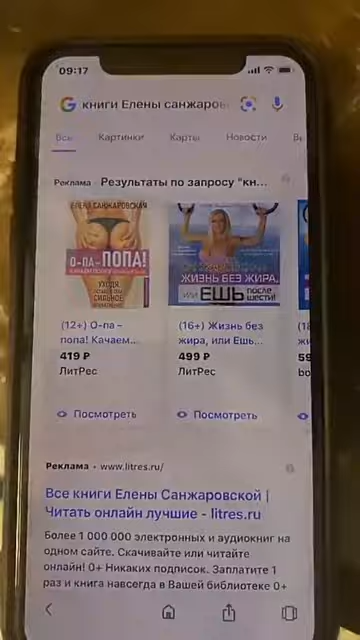 09:17
книги Елены санжаров
Все Картинки Карты Новости
Реклама · Результаты по запросу "кн...
ЕЛЕНА САНЖАРОВСКАЯ
О-ПА-ПОПА!
УХОДЯ,
СИЛЬНОЕ
ЖИЗНЬ БЕЗ ЖИРА,
ИЛИ ЕШЬ ПОСЛЕ ШЕСТИ!
(12+) О-па –
попа! Качаем...
419 ₽
ЛитРес
Посмотреть
(16+) Жизнь без
жира, или Ешь...
499 ₽
ЛитРес
Посмотреть
Реклама · www.litres.ru/
Все книги Елены Санжаровской |
Читать онлайн лучшие - litres.ru
Более 1 000 000 электронных и аудиокниг на
одном сайте. Скачивайте или читайте
онлайн! 0+ Никаких подписок. Заплатите 1
раз и книга навсегда в Вашей библиотеке 0+